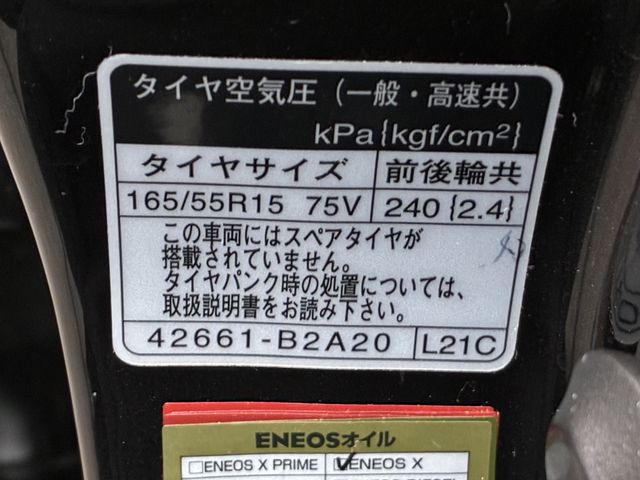 タイヤ空気圧（一般・高速共）
kPa{kgf/cm²}
タイヤサイズ 前後輪共
165/55R15 75V 240{2.4}
この車両にはスペアタイヤが
搭載されていません。
タイヤパンク時の処置については、
取扱説明書をお読み下さい。
42661-B2A20 L21C
ENEOSオイル
□ENEOS X PRIME ☑ENEOS X